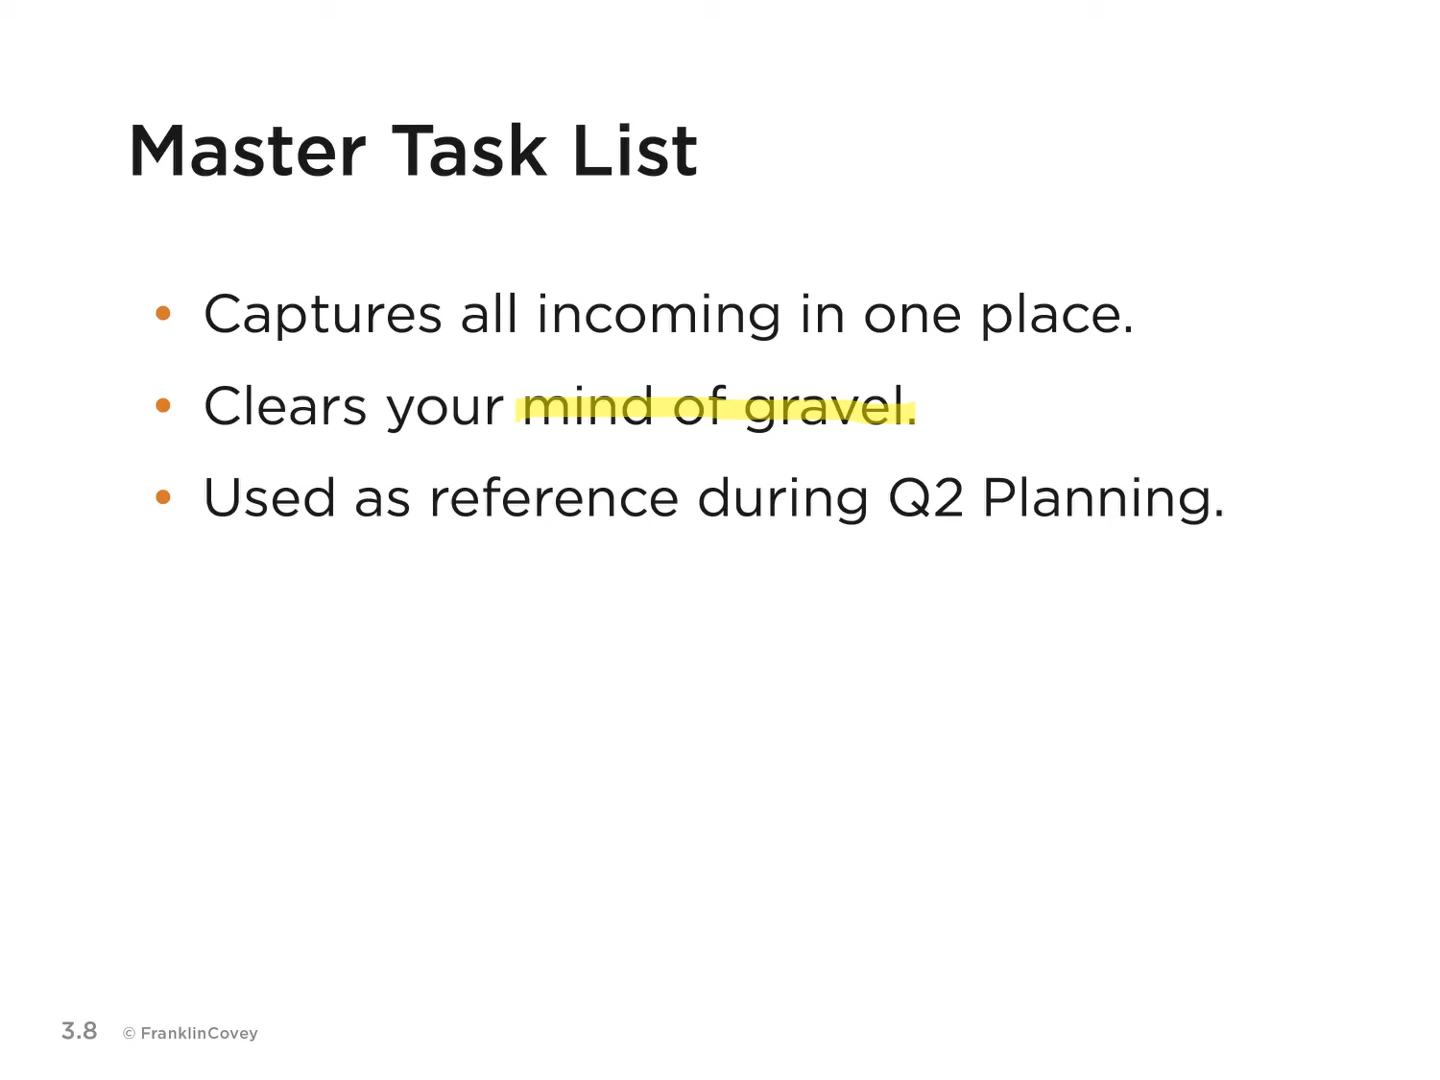 Master Task List
• Captures all incoming in one place.
• Clears your mind of gravel.
• Used as reference during Q2 Planning.
3.8 © FranklinCovey